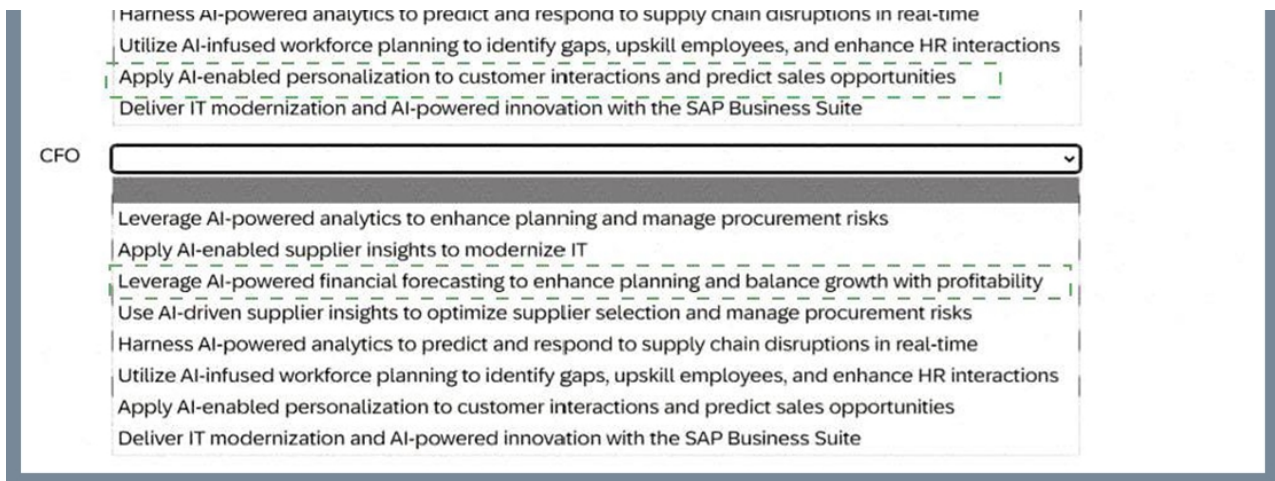 Harness AI-powered analytics to predict and respond to supply chain disruptions in real-time
Utilize AI-infused workforce planning to identify gaps, upskill employees, and enhance HR interactions
Apply AI-enabled personalization to customer interactions and predict sales opportunities
Deliver IT modernization and AI-powered innovation with the SAP Business Suite
CFO
Leverage AI-powered analytics to enhance planning and manage procurement risks
Apply AI-enabled supplier insights to modernize IT
Leverage AI-powered financial forecasting to enhance planning and balance growth with profitability
Use AI-driven supplier insights to optimize supplier selection and manage procurement risks
Harness AI-powered analytics to predict and respond to supply chain disruptions in real-time
Utilize AI-infused workforce planning to identify gaps, upskill employees, and enhance HR interactions
Apply AI-enabled personalization to customer interactions and predict sales opportunities
Deliver IT modernization and AI-powered innovation with the SAP Business Suite